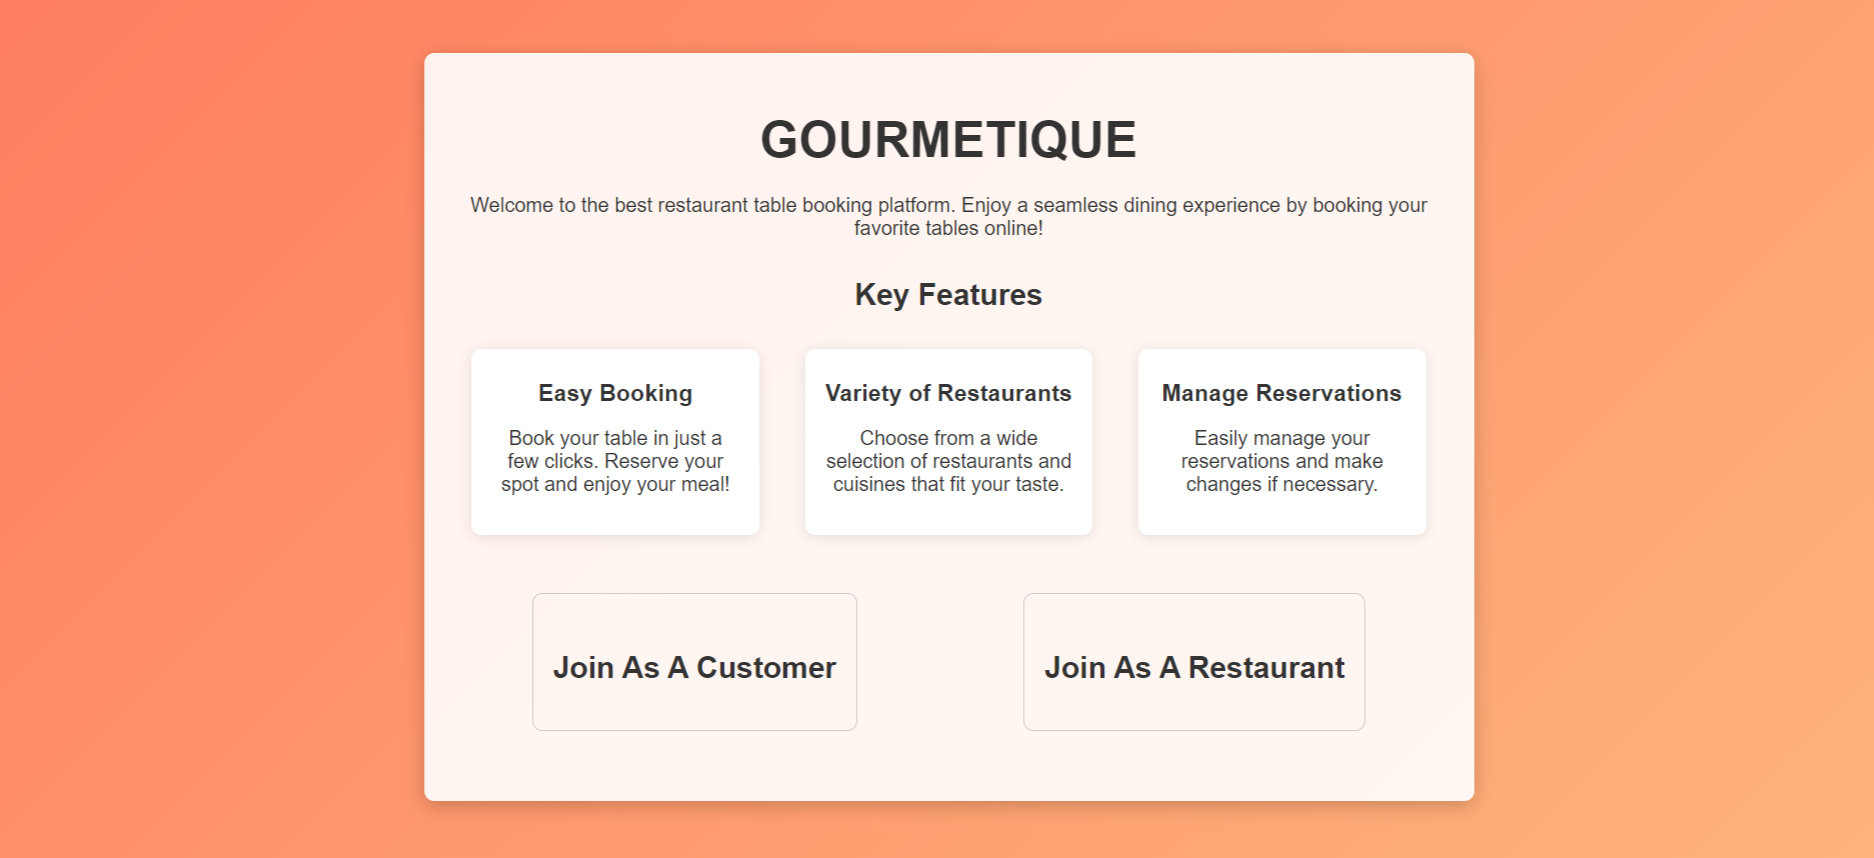 GOURMETIQUE
Welcome to the best restaurant table booking platform. Enjoy a seamless dining experience by booking your
favorite tables online!
Key Features
Easy Booking
Book your table in just a
few clicks. Reserve your
spot and enjoy your meal!
Variety of Restaurants
Choose from a wide
selection of restaurants and
cuisines that fit your taste.
Manage Reservations
Easily manage your
reservations and make
changes if necessary.
Join As A Customer
Join As A Restaurant